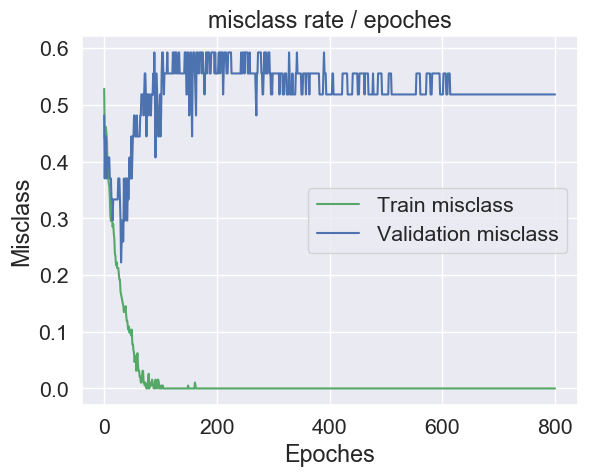 misclass rate / epoches
0.6
0.5
0.4
0.3
0.2
0.1
0.0
Misclass
Train misclass
Validation misclass
0 200 400 600 800
Epoches